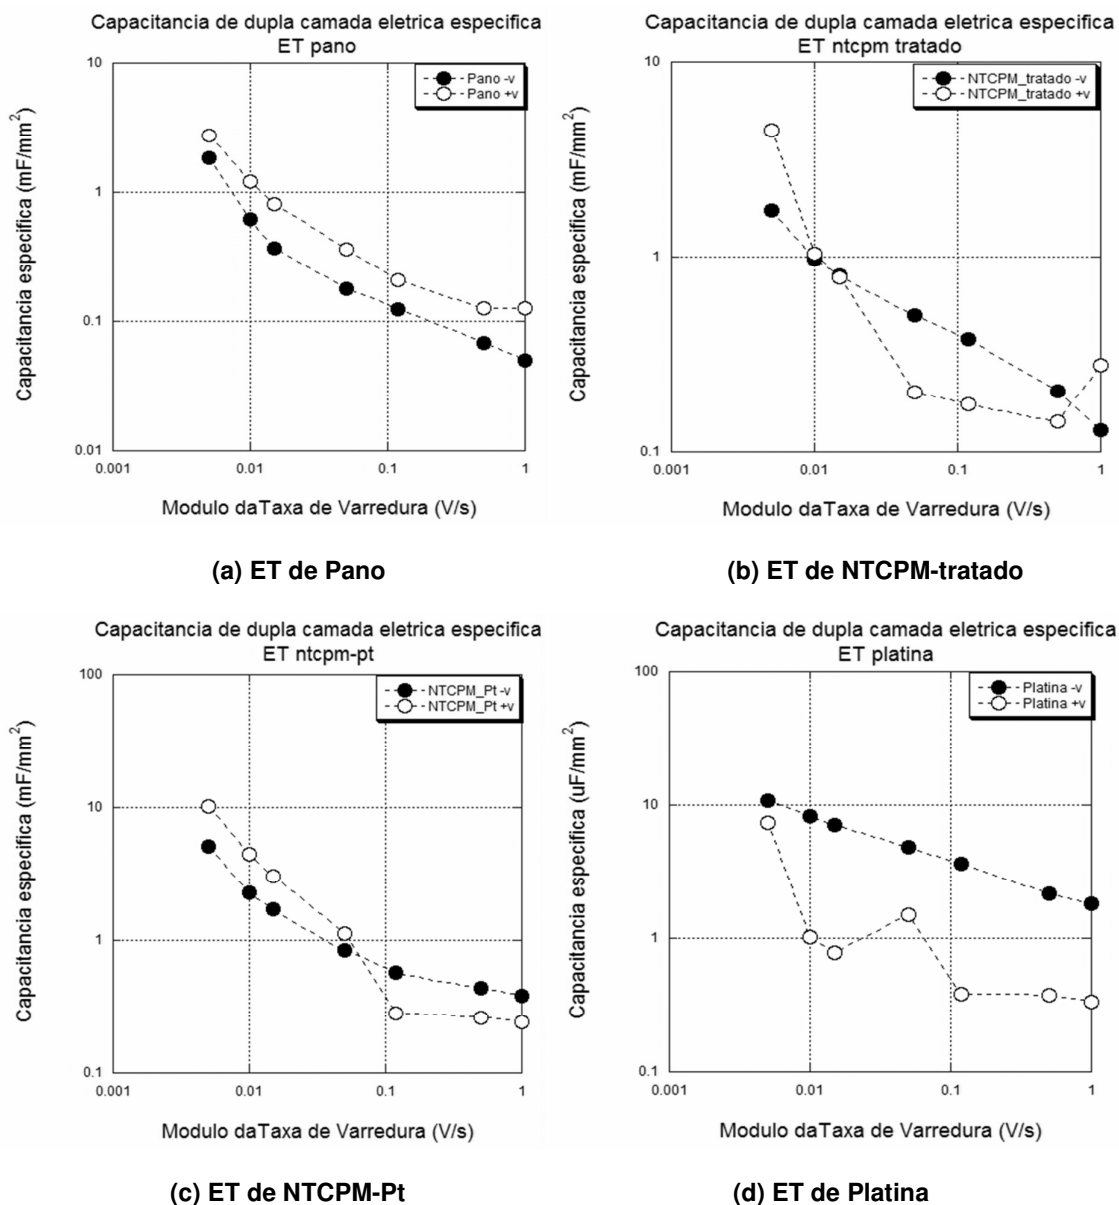 Capacitancia de dupla camada eletrica especifica
ET pano
Capacitancia especifica (mF/mm²)
10
1
0.1
0.01
Pano -v
Pano +v
0.001
0.01
0.1
1
Modulo daTaxa de Varredura (V/s)
(a) ET de Pano
Capacitancia de dupla camada eletrica especifica
ET ntcpm tratado
Capacitancia especifica (mF/mm²)
10
1
0.1
NTCPM_tratado -v
NTCPM_tratado +v
0.001
0.01
0.1
1
Modulo daTaxa de Varredura (V/s)
(b) ET de NTCPM-tratado
Capacitancia de dupla camada eletrica especifica
ET ntcpm-pt
Capacitancia especifica (mF/mm²)
100
10
1
0.1
NTCPM_Pt -v
NTCPM_Pt +v
0.001
0.01
0.1
1
Modulo daTaxa de Varredura (V/s)
(c) ET de NTCPM-Pt
Capacitancia de dupla camada eletrica especifica
ET platina
Capacitancia especifica (uF/mm²)
100
10
1
0.1
Platina -v
Platina +v
0.001
0.01
0.1
1
Modulo daTaxa de Varredura (V/s)
(d) ET de Platina